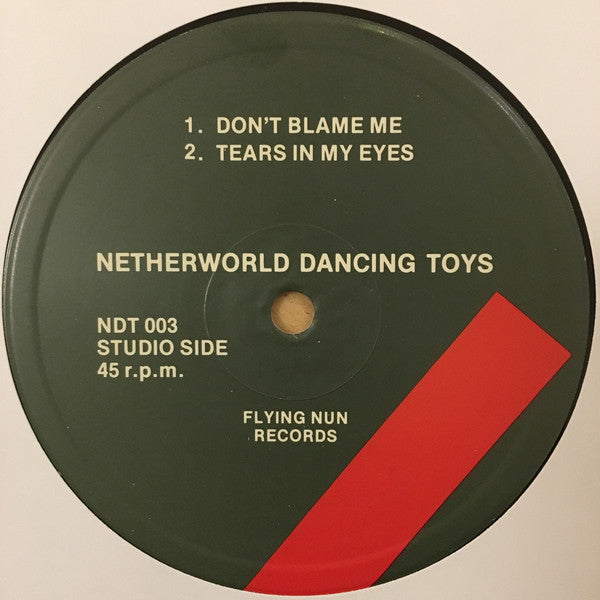 1. DON'T BLAME ME
2. TEARS IN MY EYES
NETHERWORLD DANCING TOYS
NDT 003
STUDIO SIDE
45 r.p.m.
FLYING NUN
RECORDS